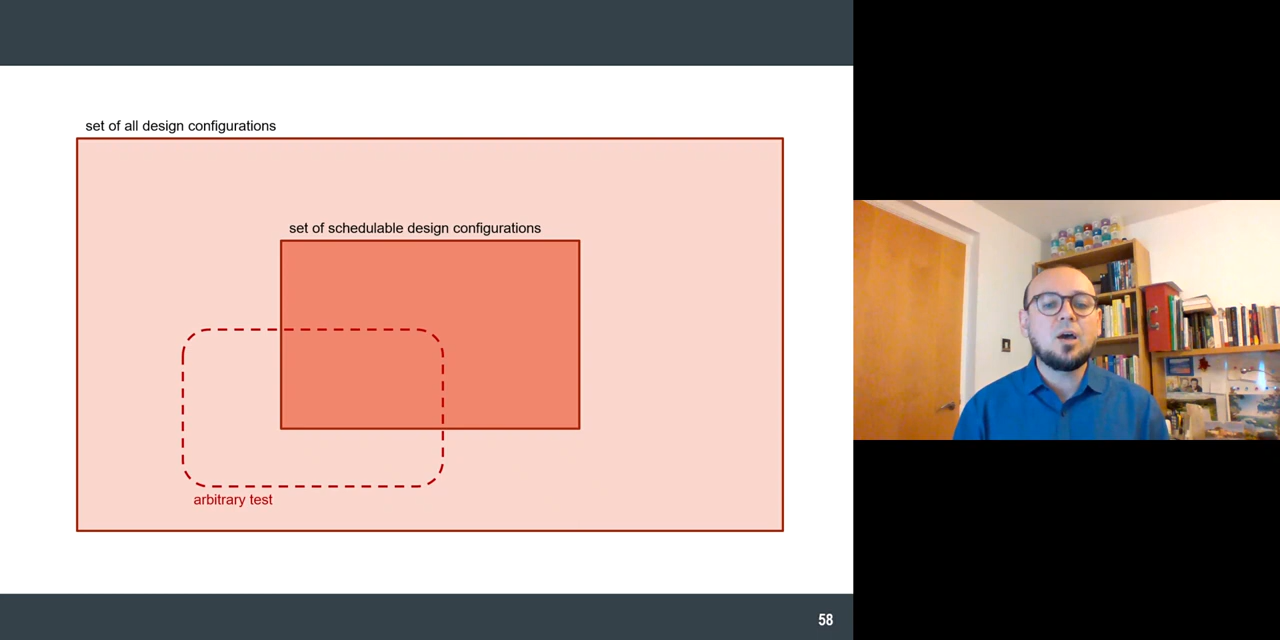 set of all design configurations
set of schedulable design configurations
arbitrary test
58